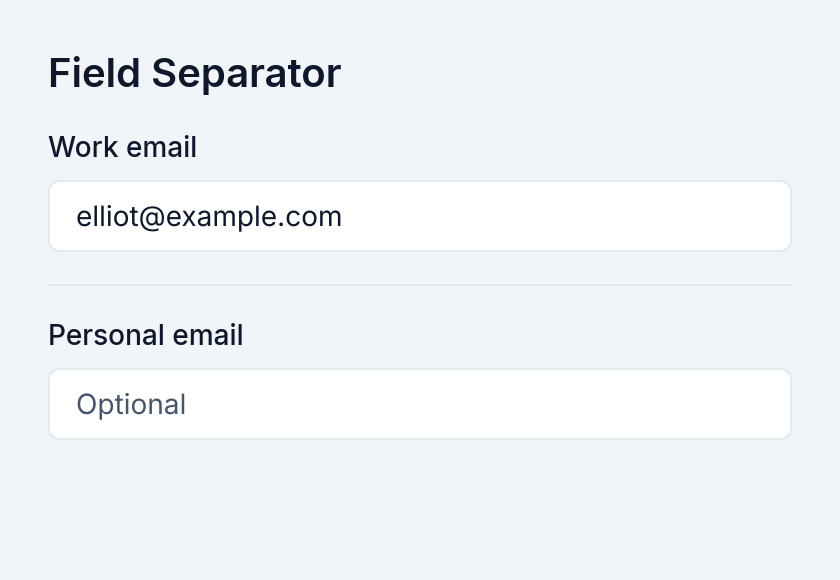 Field Separator
Work email
elliot@example.com
Personal email
Optional